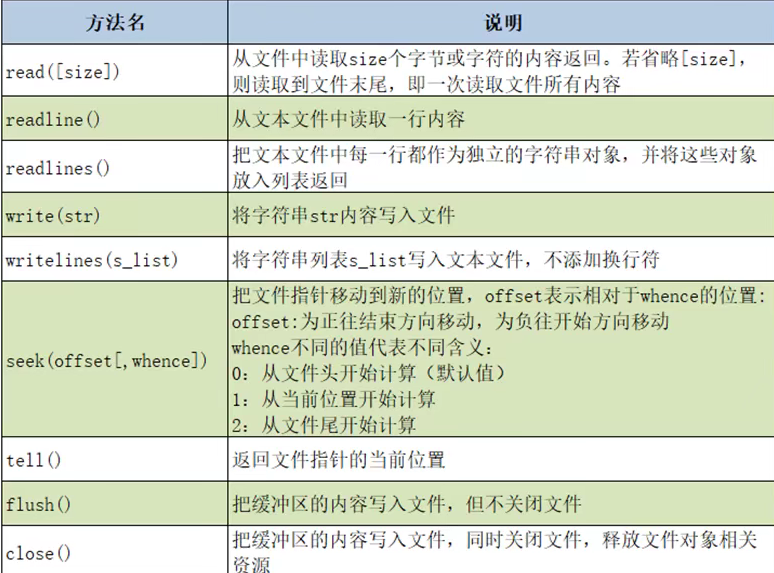 方法名 说明
read([size]) 从文件中读取size个字节或字符的内容返回。若省略[size],
则读取到文件末尾,即一次读取文件所有内容
readline() 从文本文件中读取一行内容
readlines() 把文本文件中每一行都作为独立的字符串对象,并将这些对象
放入列表返回
write(str) 将字符串str内容写入文件
writelines(s_list) 将字符串列表s_list写入文本文件,不添加换行符
seek(offset[,whence]) 把文件指针移动到新的位置,offset表示相对于whence的位置:
offset:为正往结束方向移动,为负往开始方向移动
whence不同的值代表不同含义:
0: 从文件头开始计算(默认值)
1: 从当前位置开始计算
2: 从文件尾开始计算
tell() 返回文件指针的当前位置
flush() 把缓冲区的内容写入文件,但不关闭文件
close() 把缓冲区的内容写入文件,同时关闭文件,释放文件对象相关
资源